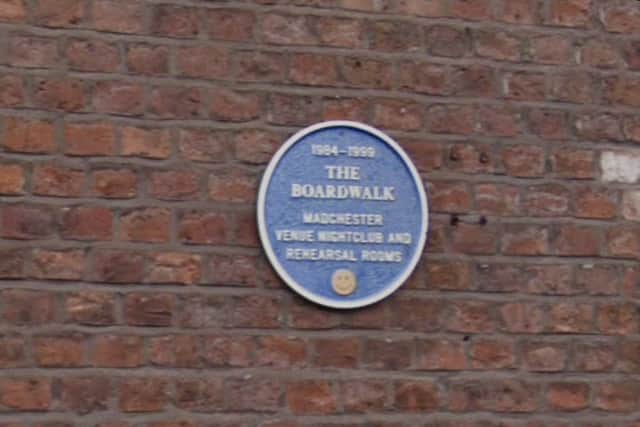 1984-1999
THE
BOARDWALK
MADCHESTER
VENUE NIGHTCLUB AND
REHEARSAL ROOMS